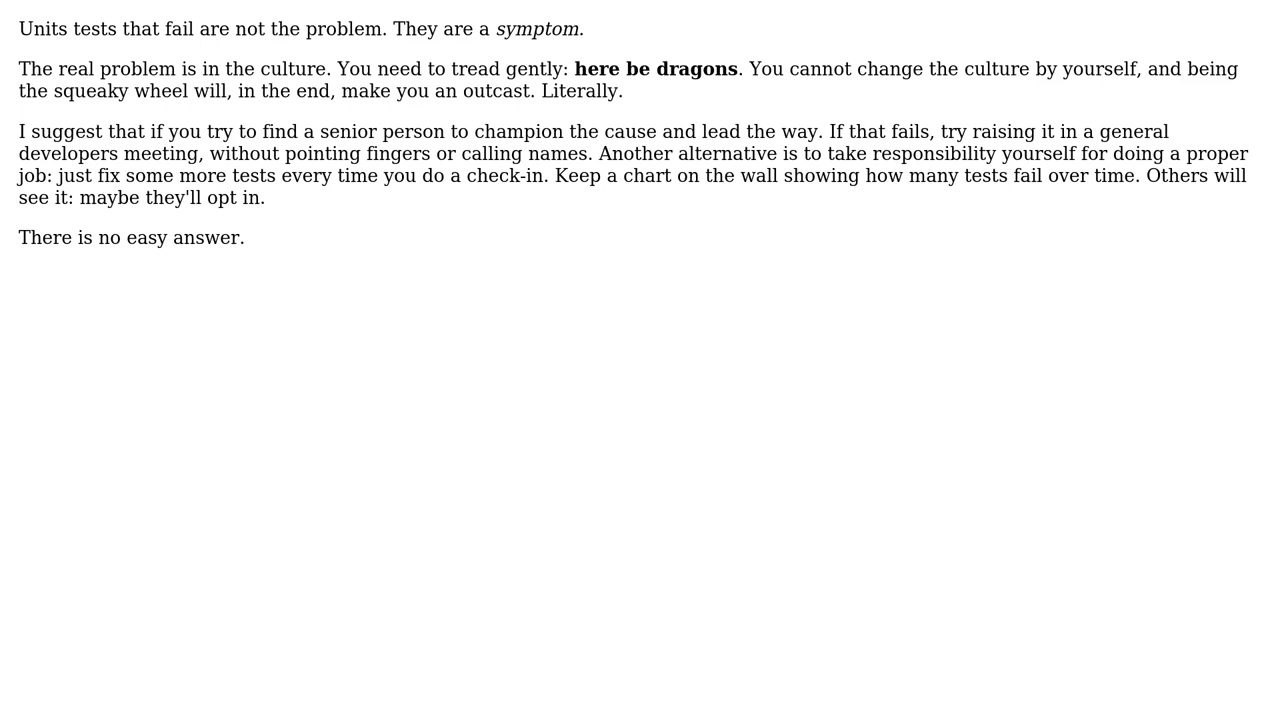 Units tests that fail are not the problem. They are a symptom.
The real problem is in the culture. You need to tread gently: here be dragons. You cannot change the culture by yourself, and being
the squeaky wheel will, in the end, make you an outcast. Literally.
I suggest that if you try to find a senior person to champion the cause and lead the way. If that fails, try raising it in a general
developers meeting, without pointing fingers or calling names. Another alternative is to take responsibility yourself for doing a proper
job: just fix some more tests every time you do a check-in. Keep a chart on the wall showing how many tests fail over time. Others will
see it: maybe they'll opt in.
There is no easy answer.